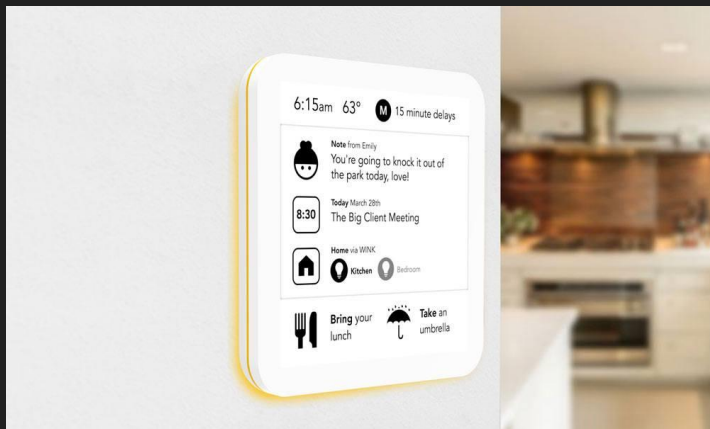 6:15am 63° M 15 minute delays
Note from Emily
You're going to knock it out of
the park today, love!
8:30
Today March 28th
The Big Client Meeting
Home via WINK
Kitchen Bedroom
Bring your
lunch
Take an
umbrella